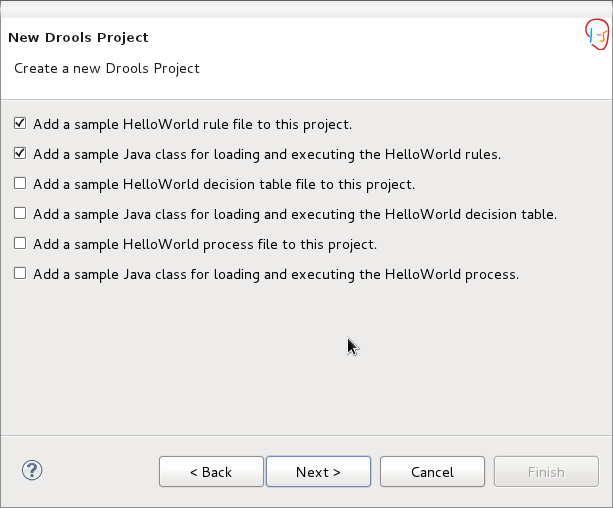 New Drools Project
Create a new Drools Project
Add a sample HelloWorld rule file to this project.
Add a sample Java class for loading and executing the HelloWorld rules.
Add a sample HelloWorld decision table file to this project.
Add a sample Java class for loading and executing the HelloWorld decision table.
Add a sample HelloWorld process file to this project.
Add a sample Java class for loading and executing the HelloWorld process.
? < Back Next > Cancel Finish